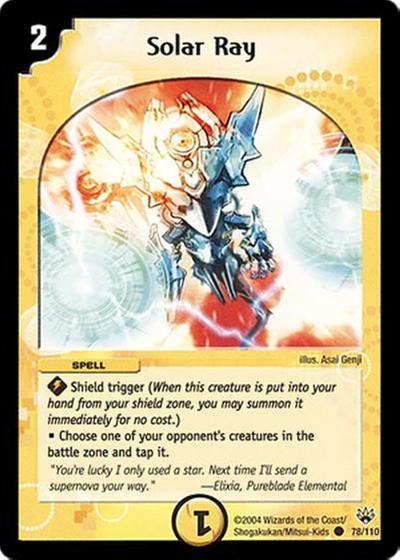 2
Solar Ray
illus. Asai Genji
SPELL
Shield trigger (When this creature is put into your
hand from your shield zone, you may summon it
immediately for no cost.)
▪ Choose one of your opponent's creatures in the
battle zone and tap it.
"You're lucky I only used a star. Next time I'll send a
supernova your way." —Elixia, Pureblade Elemental
1
©2004 Wizards of the Coast/
Shogakukan/Mitsui-Kids ● 78/110